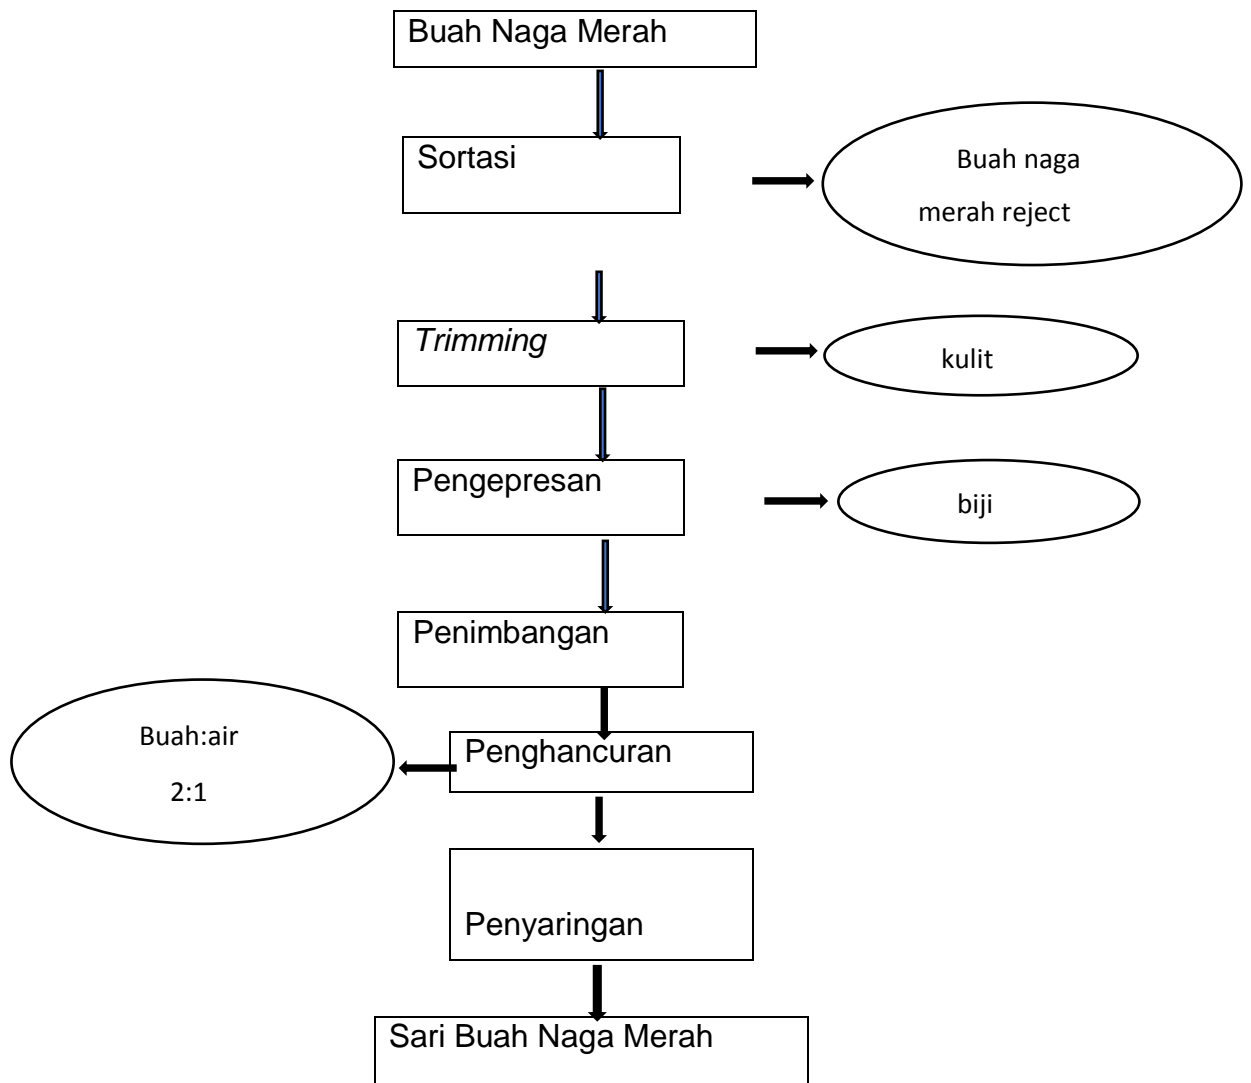 Buah Naga Merah
Sortasi
Buah naga
merah reject
Trimming
kulit
Pengepresan
biji
Penimbangan
Buah:air
2:1
Penghancuran
Penyaringan
Sari Buah Naga Merah